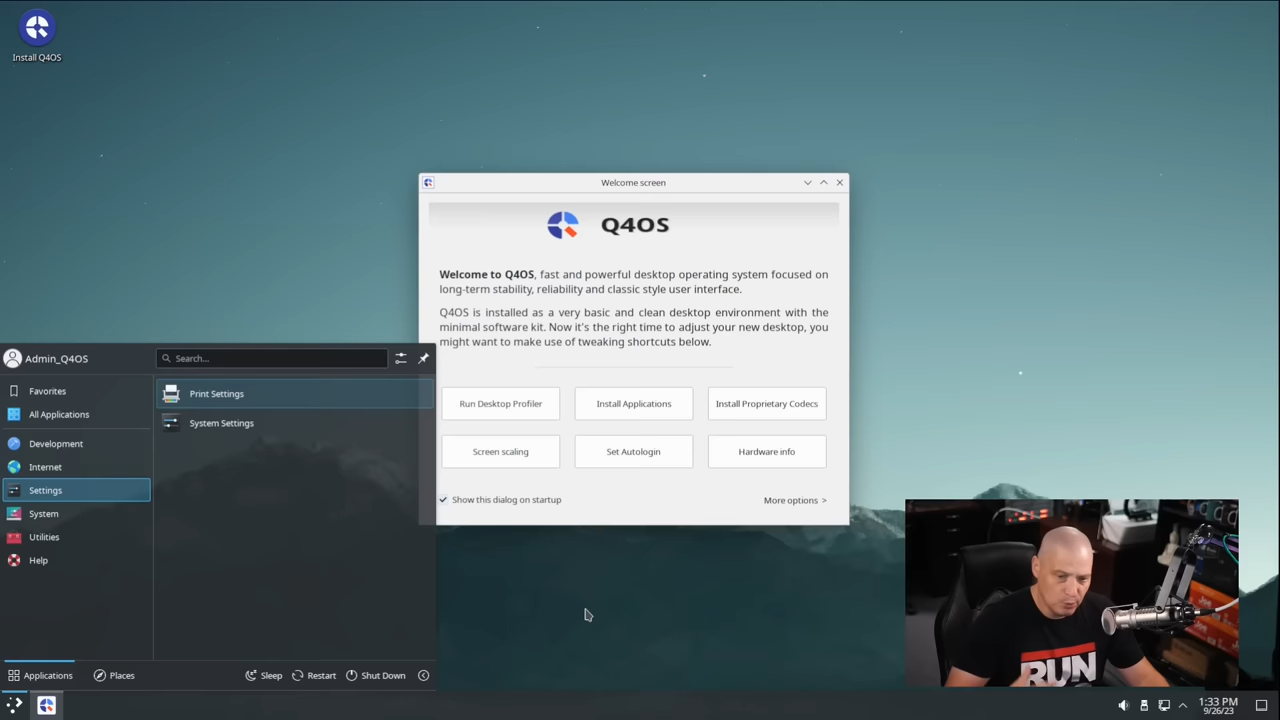 Install Q4OS
Welcome screen
Q4OS
Welcome to Q4OS, fast and powerful desktop operating system focused on
long-term stability, reliability and classic style user interface.
Q4OS is installed as a very basic and clean desktop environment with the
minimal software kit. Now it's the right time to adjust your new desktop, you
might want to make use of tweaking shortcuts below.
Run Desktop Profiler
Install Applications
Install Proprietary Codecs
Screen scaling
Set Autologin
Hardware info
Show this dialog on startup
More options >
Admin_Q4OS
Search...
Favorites
All Applications
Development
Internet
Settings
System
Utilities
Help
Print Settings
System Settings
Applications
Places
Sleep
Restart
Shut Down
RUN
1:33 PM
9/26/23